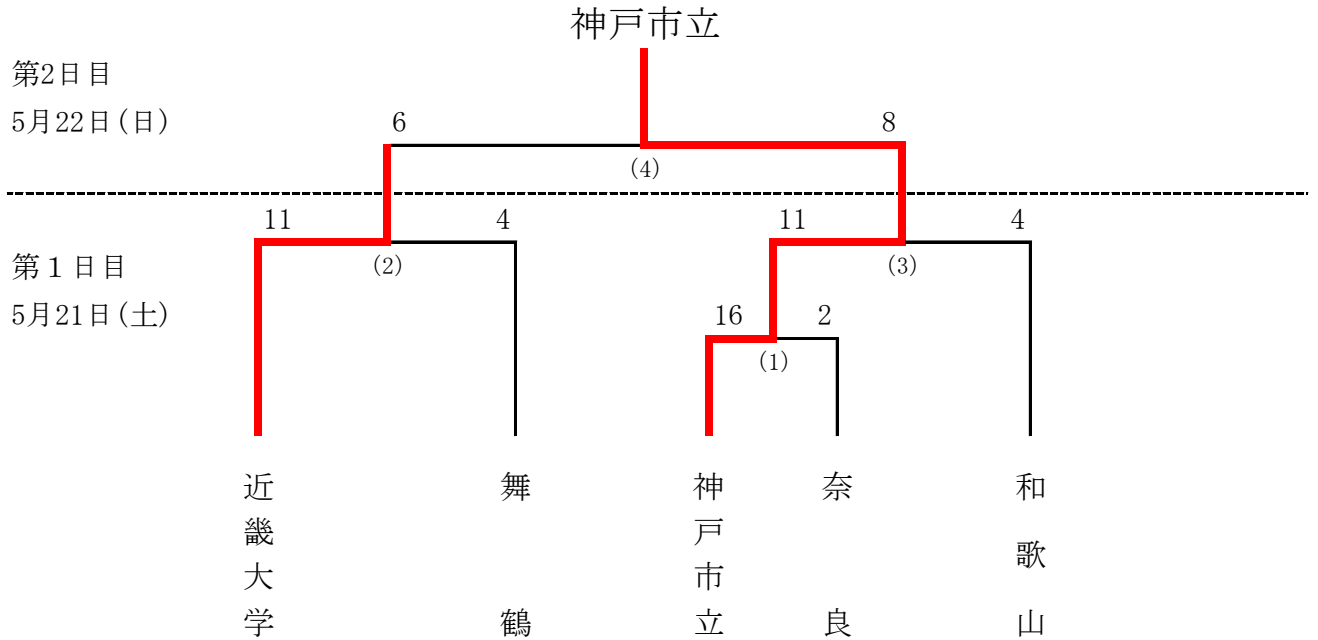 神戸市立
第2日目
5月22日(日)
6
8
(4)
11
4
11
4
第１日目
(2)
(3)
5月21日(土)
16
2
(1)
近畿大学
舞鶴
神戸市立
奈良
和歌山